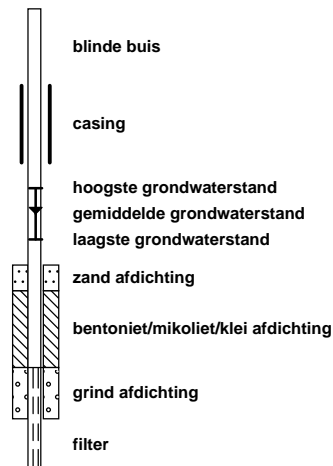 blinde buis
casing
hoogste grondwaterstand
gemiddelde grondwaterstand
laagste grondwaterstand
zand afdichting
bentoniet/mikoliet/klei afdichting
grind afdichting
filter